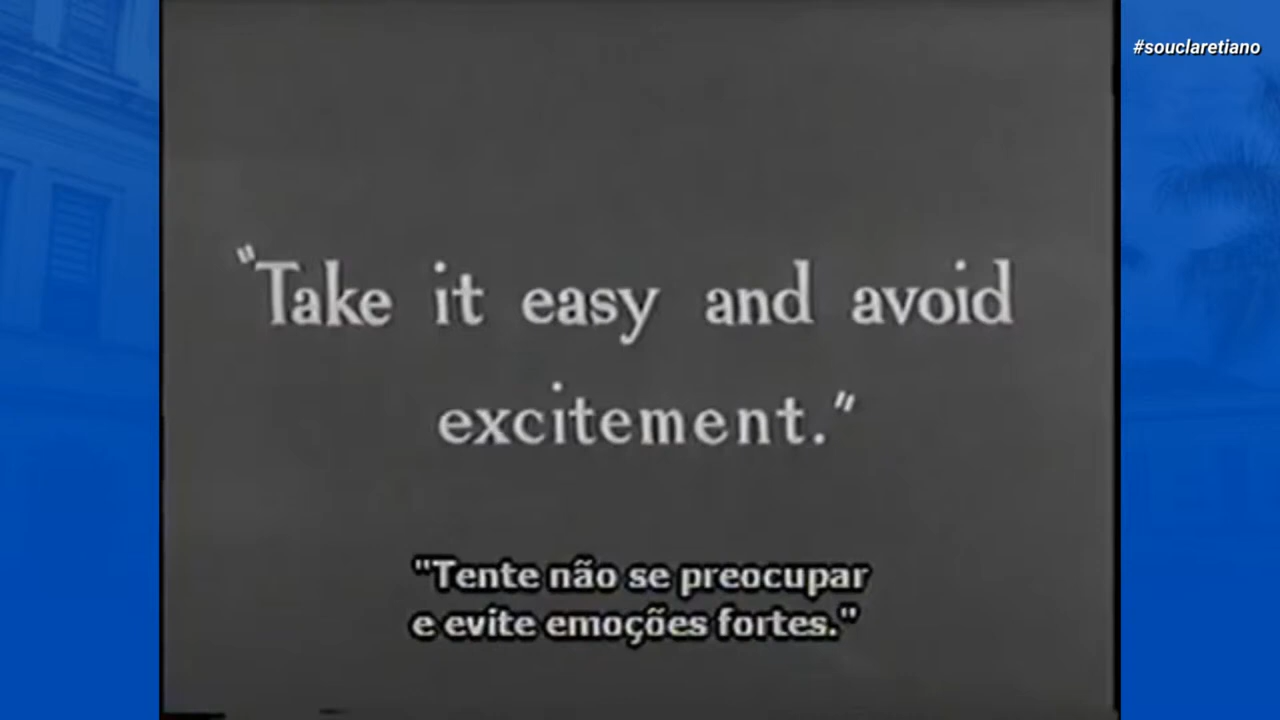 #souclaretiano
"Take it easy and avoid
excitement."
"Tente não se preocupar
e evite emoções fortes."